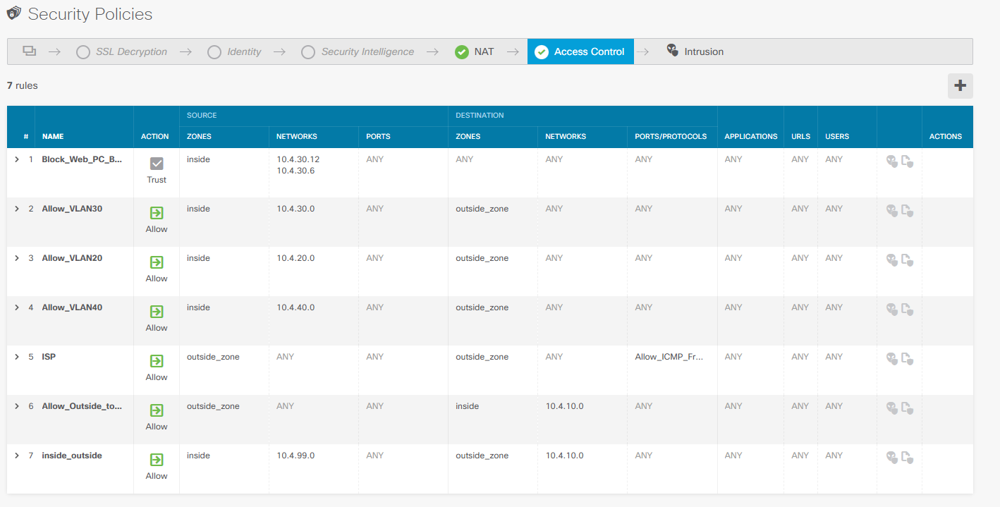 Security Policies
SSL Decryption Identity Security Intelligence NAT Access Control Intrusion
7 rules
SOURCE DESTINATION
# NAME ACTION ZONES NETWORKS PORTS ZONES NETWORKS PORTS/PROTOCOLS APPLICATIONS URLS USERS ACTIONS
1 Block_Web_PC_B... Trust inside 10.4.30.12 ANY ANY ANY ANY ANY ANY ANY
10.4.30.6
2 Allow_VLAN30 Allow inside 10.4.30.0 ANY outside_zone ANY ANY ANY ANY ANY
3 Allow_VLAN20 Allow inside 10.4.20.0 ANY outside_zone ANY ANY ANY ANY ANY
4 Allow_VLAN40 Allow inside 10.4.40.0 ANY outside_zone ANY ANY ANY ANY ANY
5 ISP Allow outside_zone ANY ANY outside_zone ANY Allow_ICMP_Fr... ANY ANY ANY
6 Allow_Outside_to... Allow outside_zone ANY ANY inside 10.4.10.0 ANY ANY ANY ANY
7 inside_outside Allow inside 10.4.99.0 ANY outside_zone 10.4.10.0 ANY ANY ANY ANY